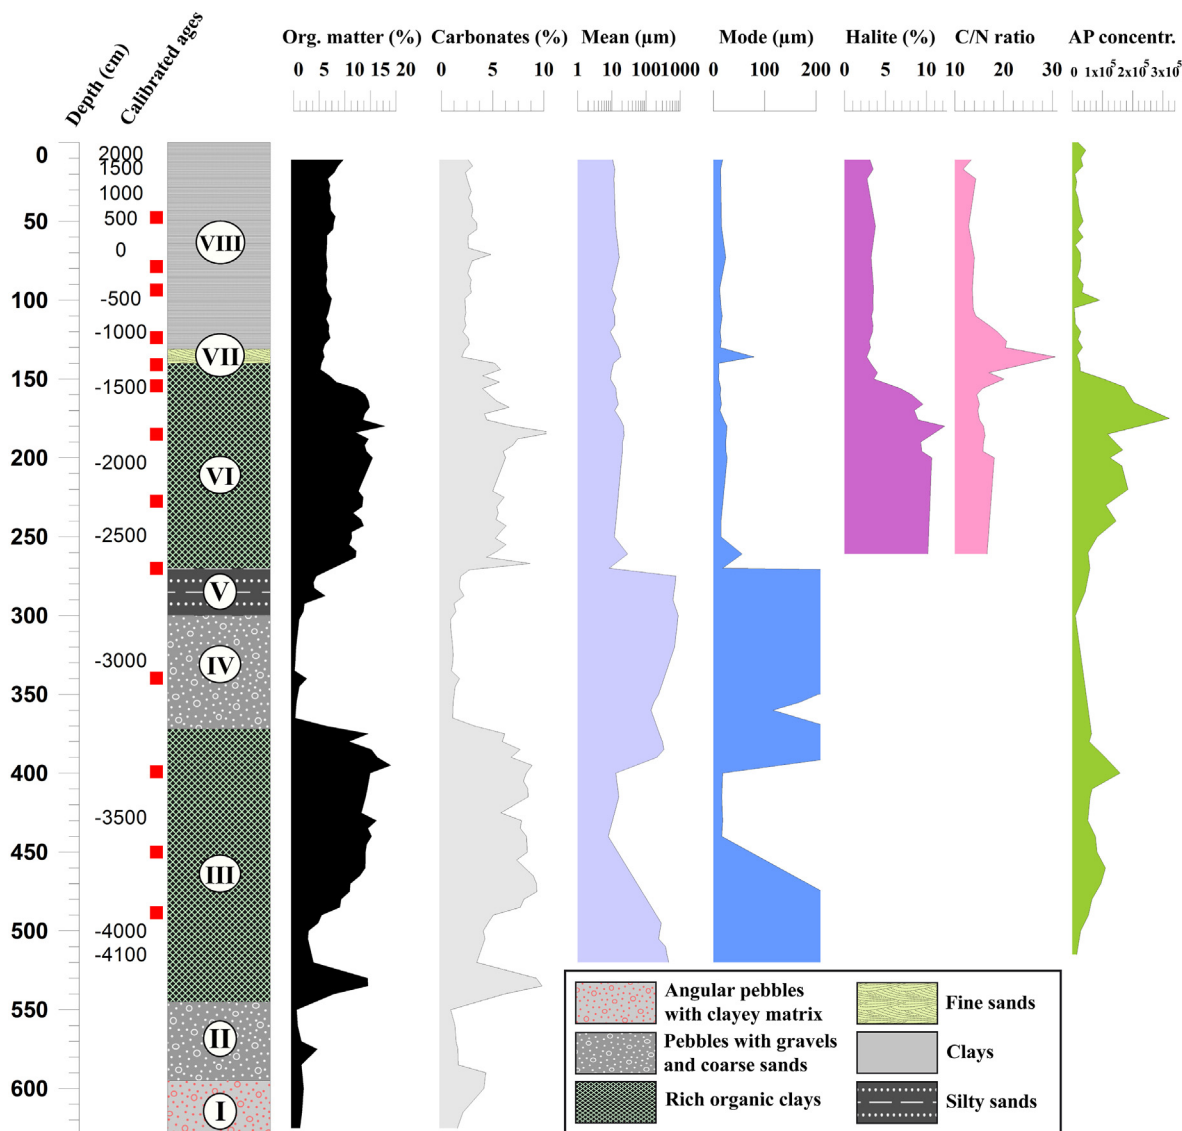 Depth (cm)
Calibrated ages
Org. matter (%)
Carbonates (%)
Mean (µm)
Mode (µm)
Halite (%)
C/N ratio
AP concentr.
0 5 10 15 20
0 5 10
1 10 100 1000
0 100 200
0 5 10
10 20 30
0 1x10⁵ 2x10⁵ 3x10⁵
0
50
100
150
200
250
300
350
400
450
500
550
600
2000
1500
1000
500
0
-500
-1000
-1500
-2000
-2500
-3000
-3500
-4000
-4100
VIII
VII
VI
V
IV
III
II
I
Angular pebbles
with clayey matrix
Pebbles with gravels
and coarse sands
Rich organic clays
Fine sands
Clays
Silty sands